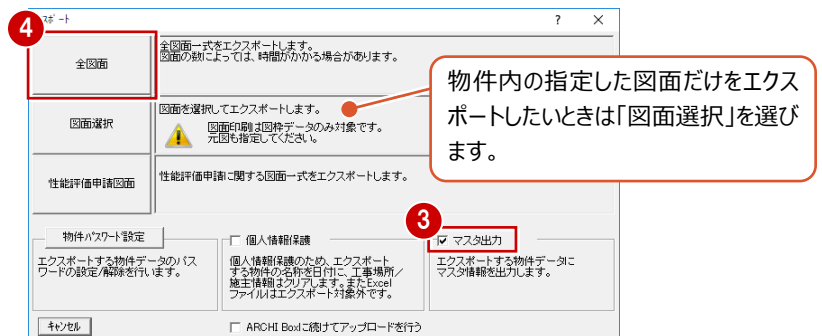 スポート
?
×
4
全図面
全図面一式をエクスポートします。
図面の数によっては、時間がかかる場合があります。
図面選択
図面を選択してエクスポートします。
図面印刷は図枠データのみ対象です。
元図も指定してください。
物件内の指定した図面だけをエクス
ポートしたいときは「図面選択」を選び
ます。
性能評価申請図面
性能評価申請に関する図面一式をエクスポートします。
3
物件パスワード設定
エクスポートする物件データのパス
ワードの設定/解除を行います。
個人情報保護
個人情報保護のため、エクスポート
する物件の名称を日付に、工事場所/
施主情報はクリアします。またExcel
ファイルはエクスポート対象外です。
マスタ出力
エクスポートする物件データに
マスタ情報を出力します。
キャンセル
ARCHI Boxに続けてアップロードを行う